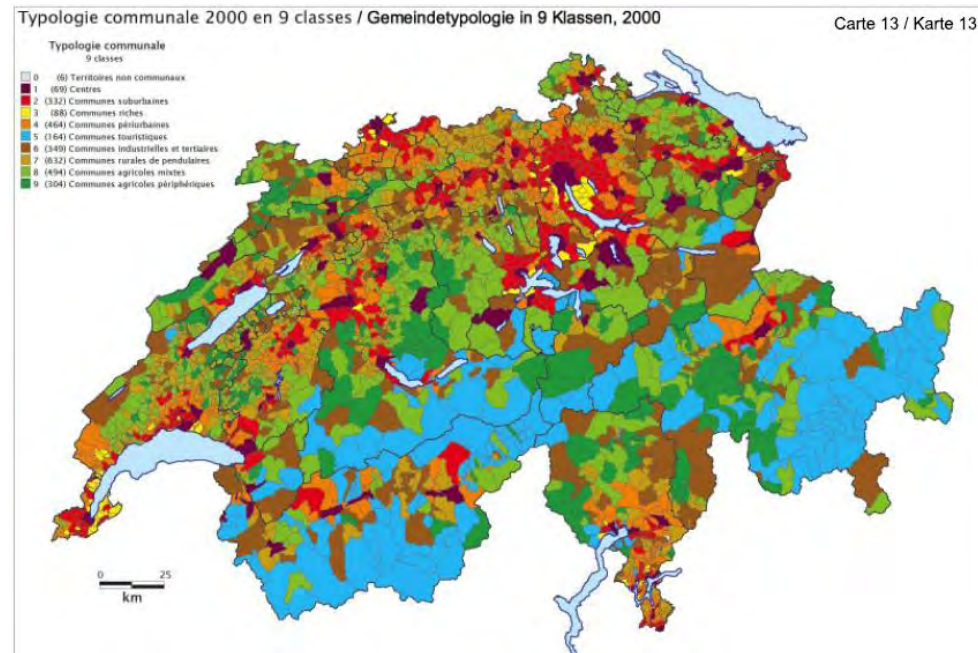 Typologie communale 2000 en 9 classes / Gemeindetypologie in 9 Klassen, 2000
Carte 13 / Karte 13
Typologie communale
9 classes
0 (6) Territoires non communaux
1 (69) Centres
2 (332) Communes suburbaines
3 (88) Communes riches
4 (464) Communes périurbaines
5 (164) Communes touristiques
6 (349) Communes industrielles et tertiaires
7 (632) Communes rurales de pendulaires
8 (494) Communes agricoles mixtes
9 (304) Communes agricoles périphériques
0 25
km